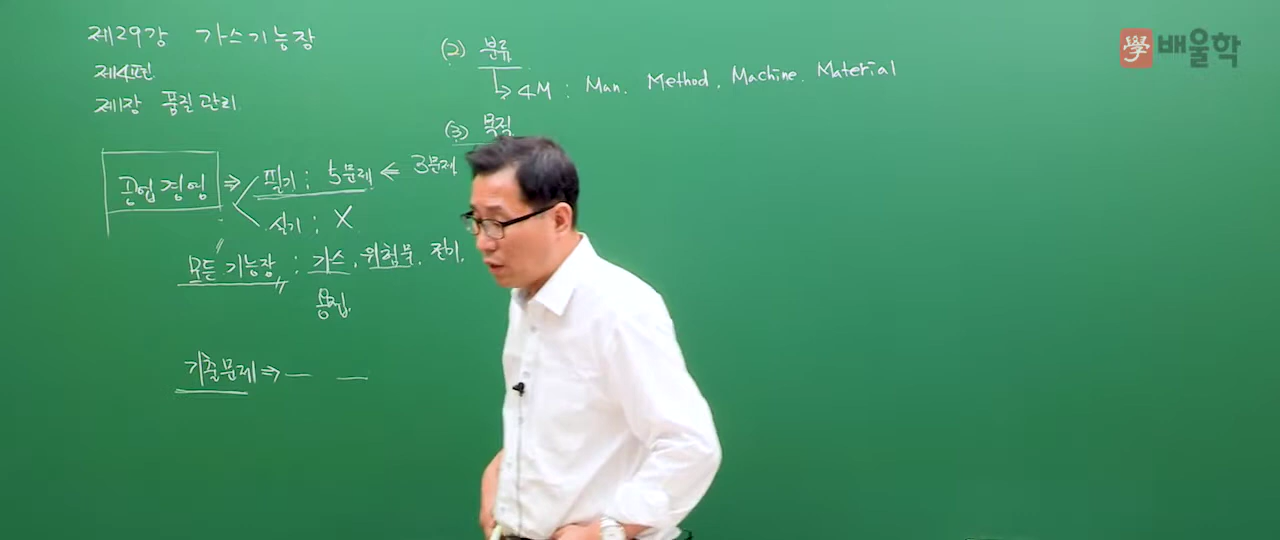 제29강 가스기능장
제4편
제1장 품질관리
공업경영 ⇒ 필기 : 5문제 ⇐ 3문제
실기 : X
"모든 기능장" : 가스, 위험물, 전기,
용접
기출문제 ⇒ — —
(2) 분류
↳ 4M : Man, Method, Machine, Material
(3) 목적
學 배울학